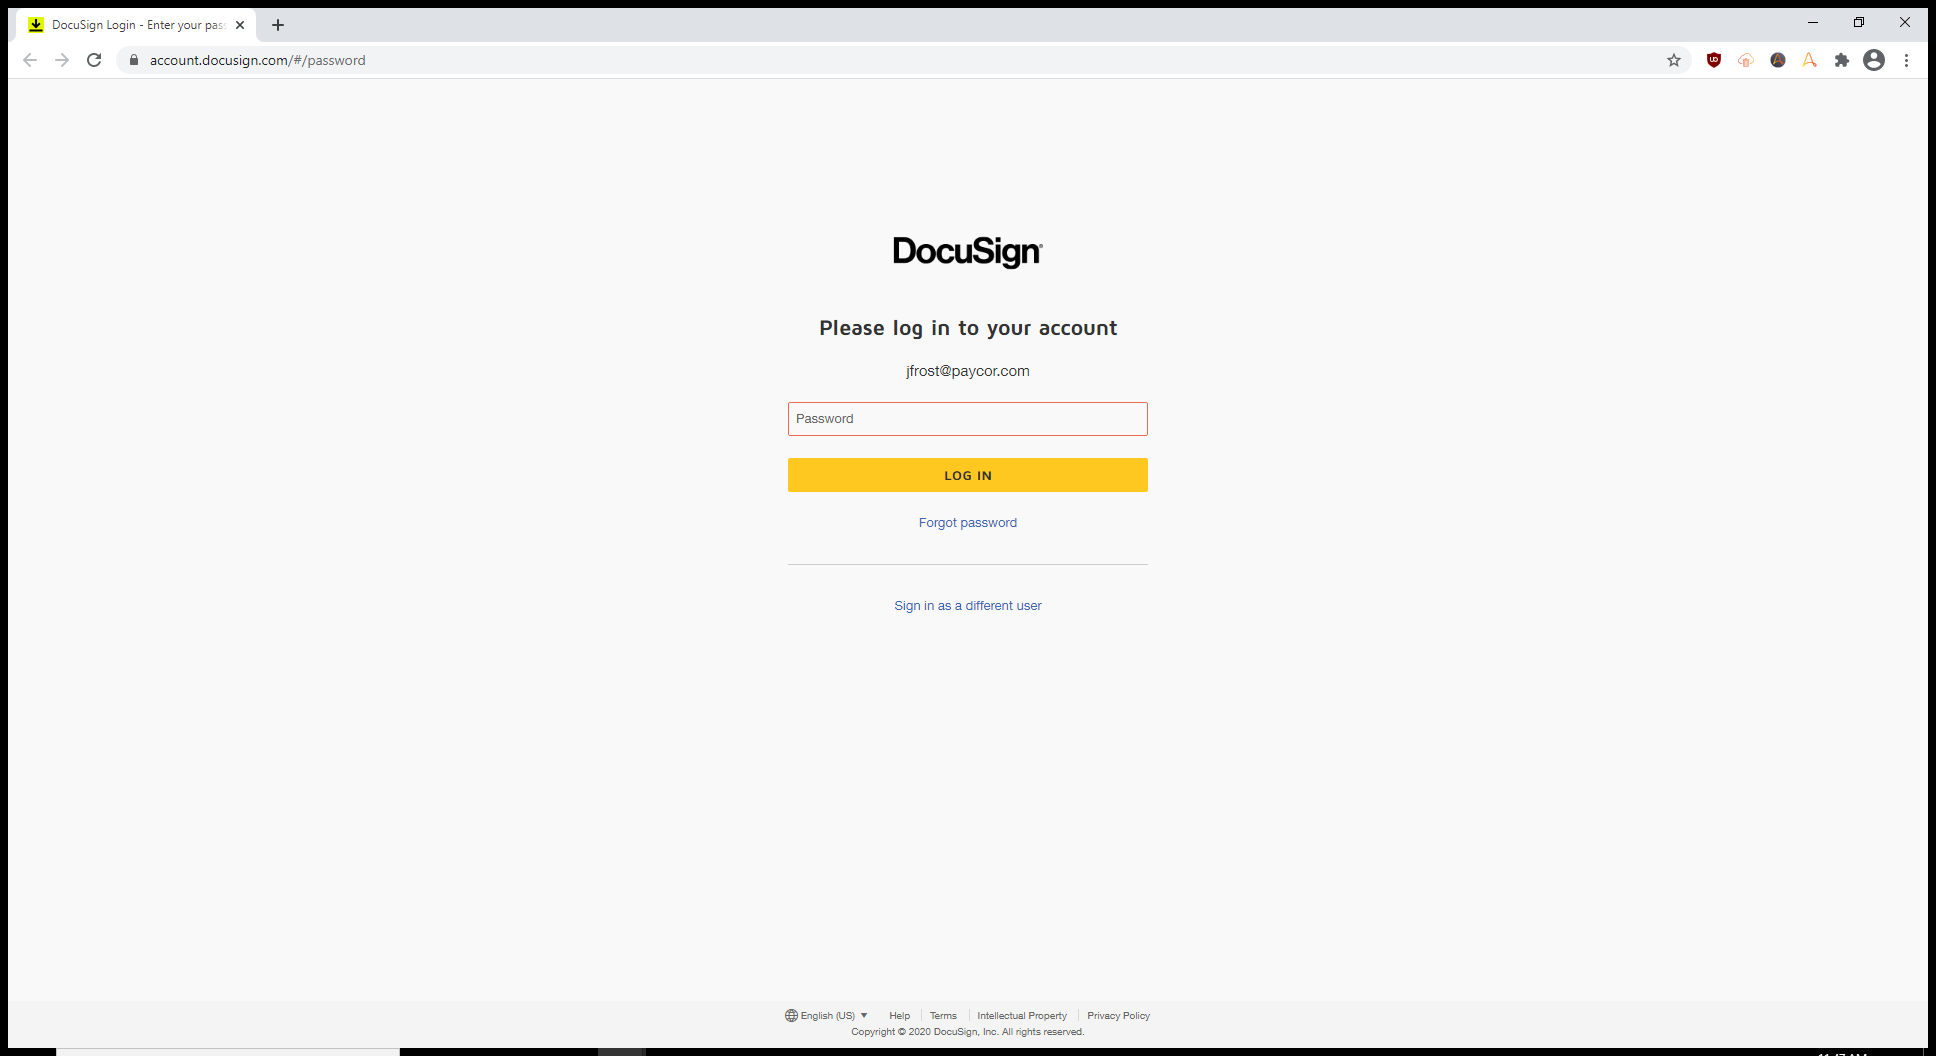 DocuSign Login - Enter your pas
account.docusign.com/#/password
DocuSign
Please log in to your account
jfrost@paycor.com
Password
LOG IN
Forgot password
Sign in as a different user
English (US) Help Terms Intellectual Property Privacy Policy
Copyright © 2020 DocuSign, Inc. All rights reserved.